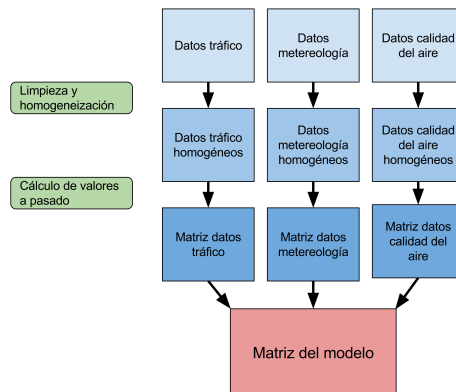 Datos tráfico
Datos
metereología
Datos calidad
del aire
Limpieza y
homogeneización
Datos tráfico
homogéneos
Datos
metereología
homogéneos
Datos calidad
del aire
homogéneos
Cálculo de valores
a pasado
Matriz datos
tráfico
Matriz datos
metereología
Matriz datos
calidad del
aire
Matriz del modelo